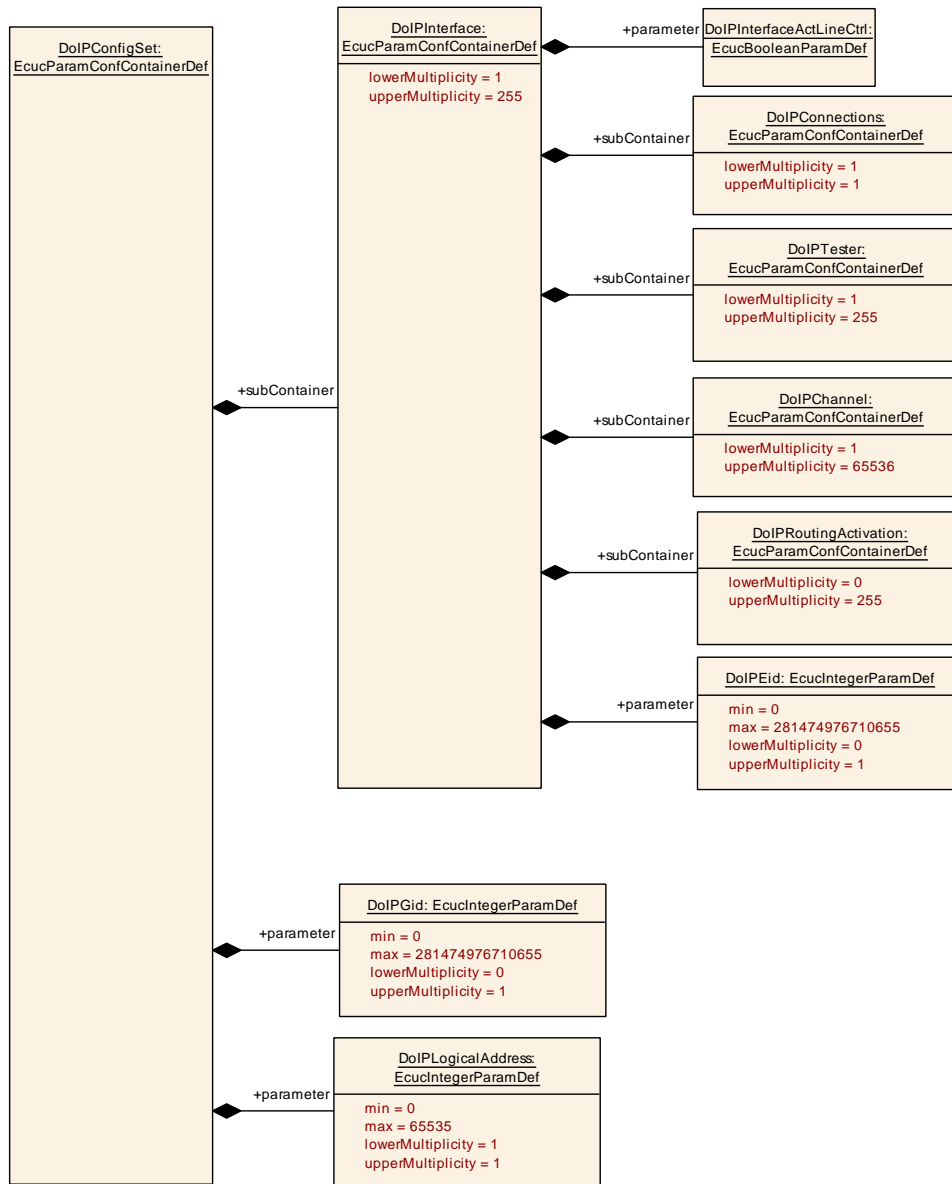 DoIPConfigSet:
EcucParamConfContainerDef
DoIPInterface:
EcucParamConfContainerDef
lowerMultiplicity = 1
upperMultiplicity = 255
+parameter
DoIPInterfaceActLineCtrl:
EcucBooleanParamDef
+subContainer
DoIPConnections:
EcucParamConfContainerDef
lowerMultiplicity = 1
upperMultiplicity = 1
+subContainer
DoIPTester:
EcucParamConfContainerDef
lowerMultiplicity = 1
upperMultiplicity = 255
+subContainer
+subContainer
DoIPChannel:
EcucParamConfContainerDef
lowerMultiplicity = 1
upperMultiplicity = 65536
+subContainer
DoIPRoutingActivation:
EcucParamConfContainerDef
lowerMultiplicity = 0
upperMultiplicity = 255
+parameter
DoIPEid: EcucIntegerParamDef
min = 0
max = 281474976710655
lowerMultiplicity = 0
upperMultiplicity = 1
+parameter
DoIPGid: EcucIntegerParamDef
min = 0
max = 281474976710655
lowerMultiplicity = 0
upperMultiplicity = 1
+parameter
DoIPLogicalAddress:
EcucIntegerParamDef
min = 0
max = 65535
lowerMultiplicity = 1
upperMultiplicity = 1